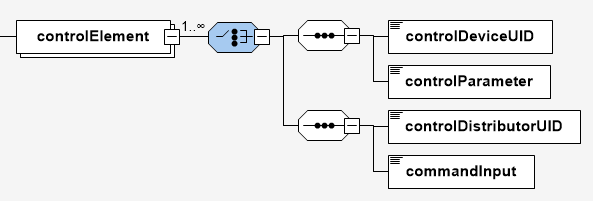 controlElement
1..∞
controlDeviceUID
controlParameter
controlDistributorUID
commandInput